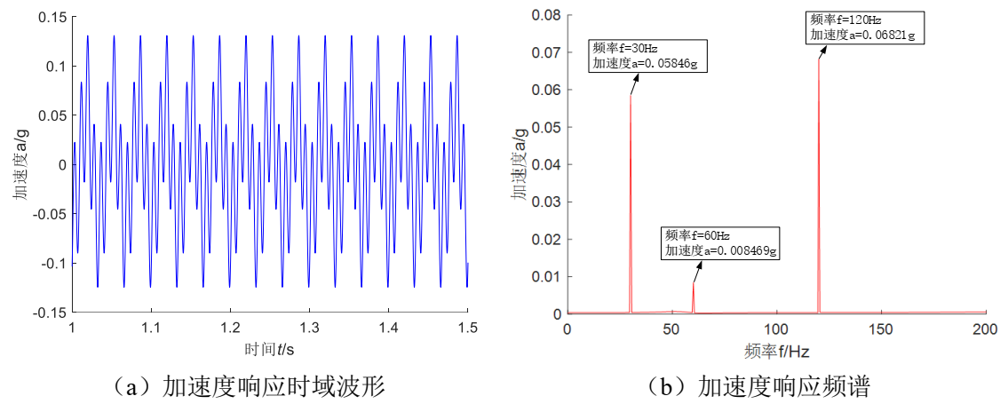 0.15
0.1
0.05
0
-0.05
-0.1
-0.15
加速度a/g
1
1.1
1.2
1.3
1.4
1.5
时间t/s
(a)加速度响应时域波形
0.08
0.07
0.06
0.05
0.04
0.03
0.02
0.01
0
加速度a/g
频率f=30Hz
加速度a=0.05846g
频率f=60Hz
加速度a=0.008469g
频率f=120Hz
加速度a=0.06821g
0
50
100
150
200
频率f/Hz
(b)加速度响应频谱